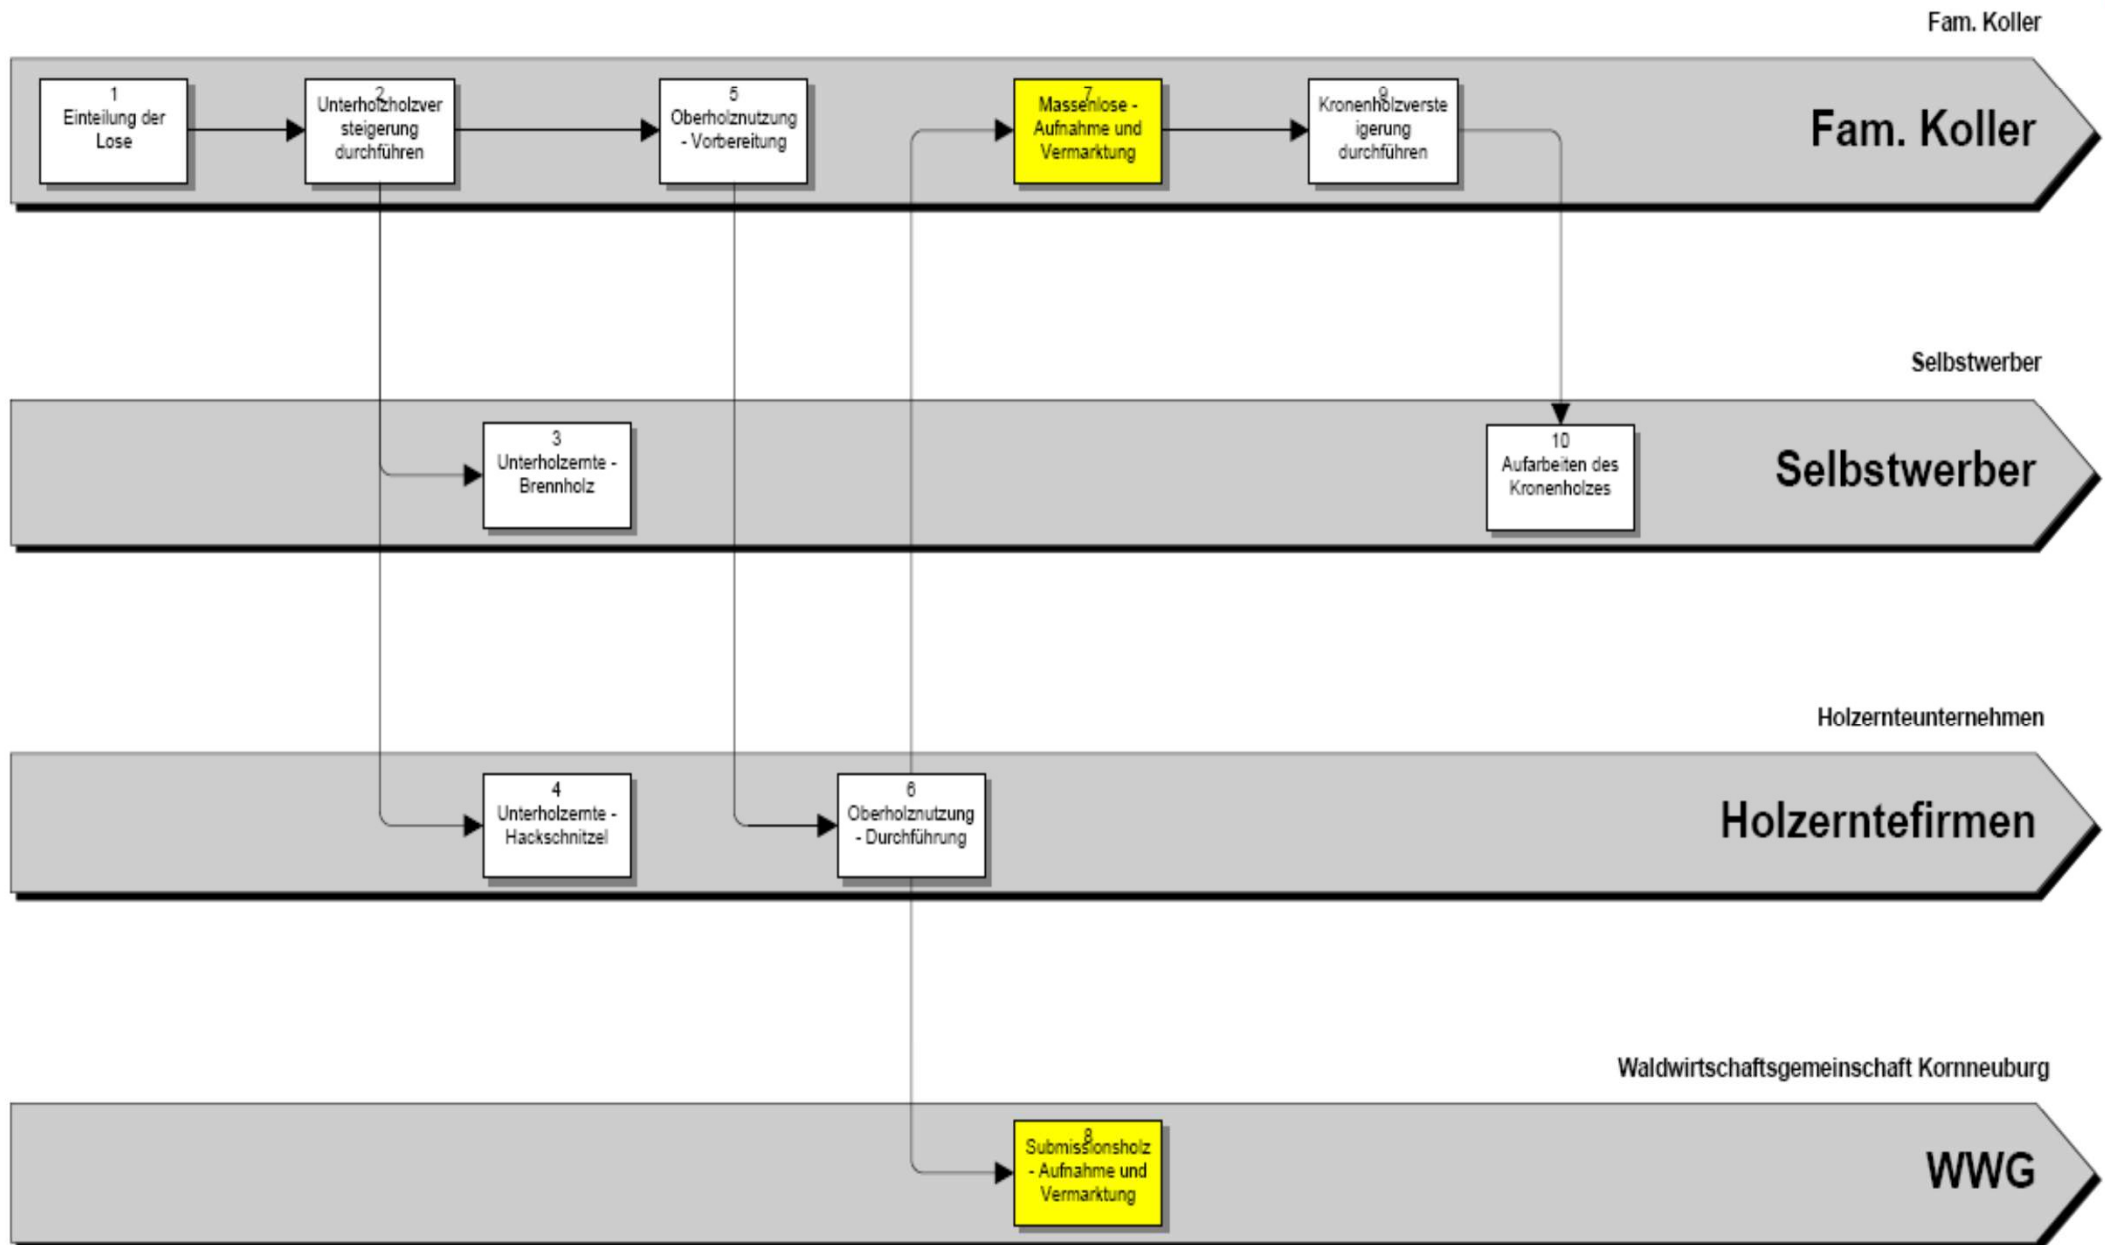 Fam. Koller
1
Einteilung der
Lose
2
Unterholzholzver
steigerung
durchführen
5
Oberholznutzung
- Vorbereitung
7
Massenlose -
Aufnahme und
Vermarktung
9
Kronenholzverste
igerung
durchführen
Fam. Koller
Selbstwerber
3
Unterholzernte -
Brennholz
10
Aufarbeiten des
Kronenholzes
Selbstwerber
Holzernteunternehmen
4
Unterholzernte -
Hackschnitzel
6
Oberholznutzung
- Durchführung
Holzerntefirmen
Waldwirtschaftsgemeinschaft Kornneuburg
8
Submissionsholz
- Aufnahme und
Vermarktung
WWG